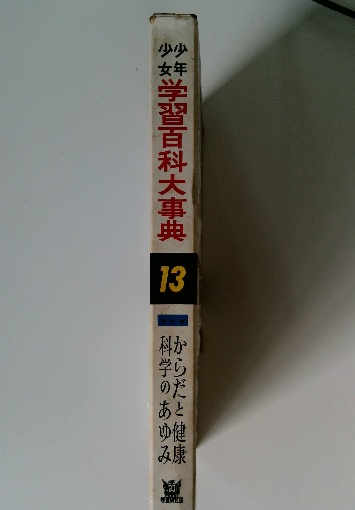 少年
少女
学習百科大事典
13
からだと健康
科学のあゆみ